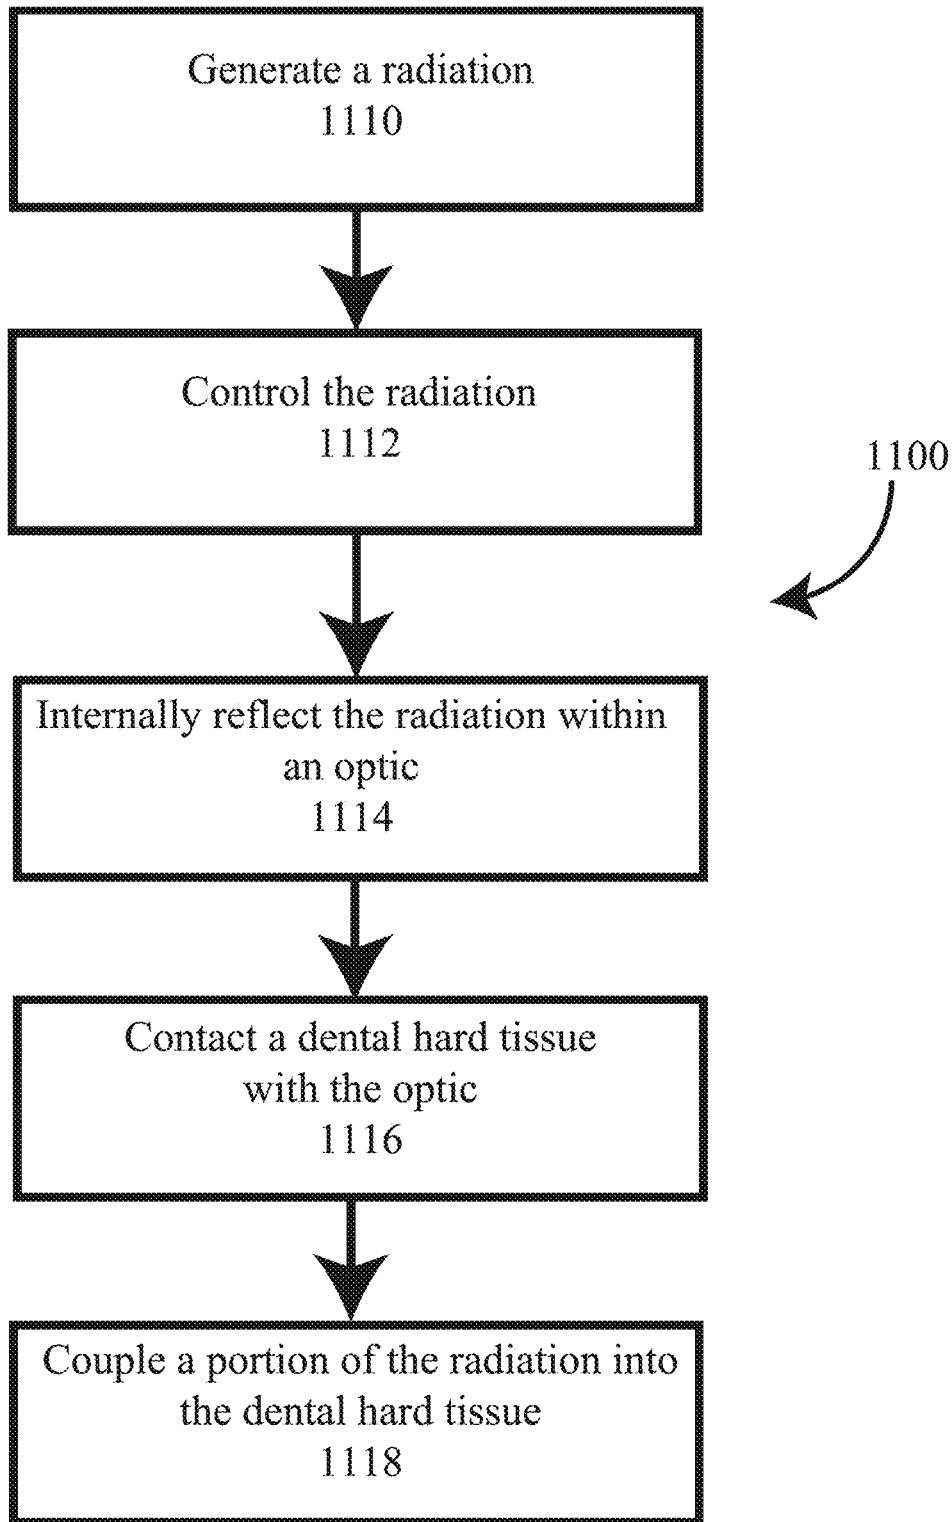 Generate a radiation
1110
Control the radiation
1112
1100
Internally reflect the radiation within
an optic
1114
Contact a dental hard tissue
with the optic
1116
Couple a portion of the radiation into
the dental hard tissue
1118